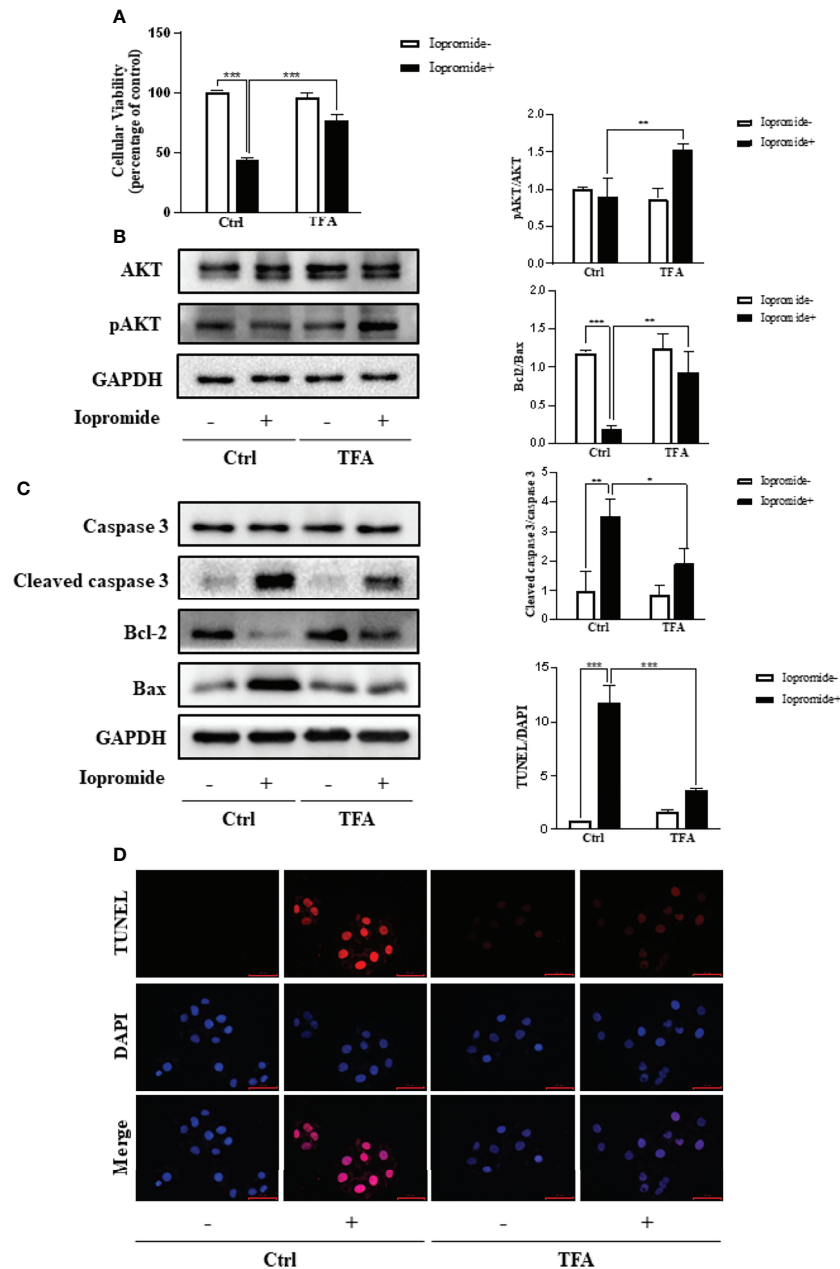 A
Cellular Viability
(percentage of control)
150
100
50
0
***
***
Ctrl
TFA
Iopromide-
Iopromide+
pAKT/AKT
2.0
1.5
1.0
0.5
0.0
**
Ctrl
TFA
Iopromide-
Iopromide+
B
AKT
pAKT
GAPDH
Iopromide
-
+
-
+
Ctrl
TFA
Bcl2/Bax
2.0
1.5
1.0
0.5
0.0
***
**
Ctrl
TFA
Iopromide-
Iopromide+
C
Caspase 3
Cleaved caspase 3
Bcl-2
Bax
GAPDH
Iopromide
-
+
-
+
Ctrl
TFA
Cleaved caspase 3/caspase 3
5
4
3
2
1
0
**
*
Ctrl
TFA
Iopromide-
Iopromide+
TUNEL/DAPI
15
10
5
0
***
***
Ctrl
TFA
Iopromide-
Iopromide+
D
TUNEL
DAPI
Merge
-
+
-
+
Ctrl
TFA